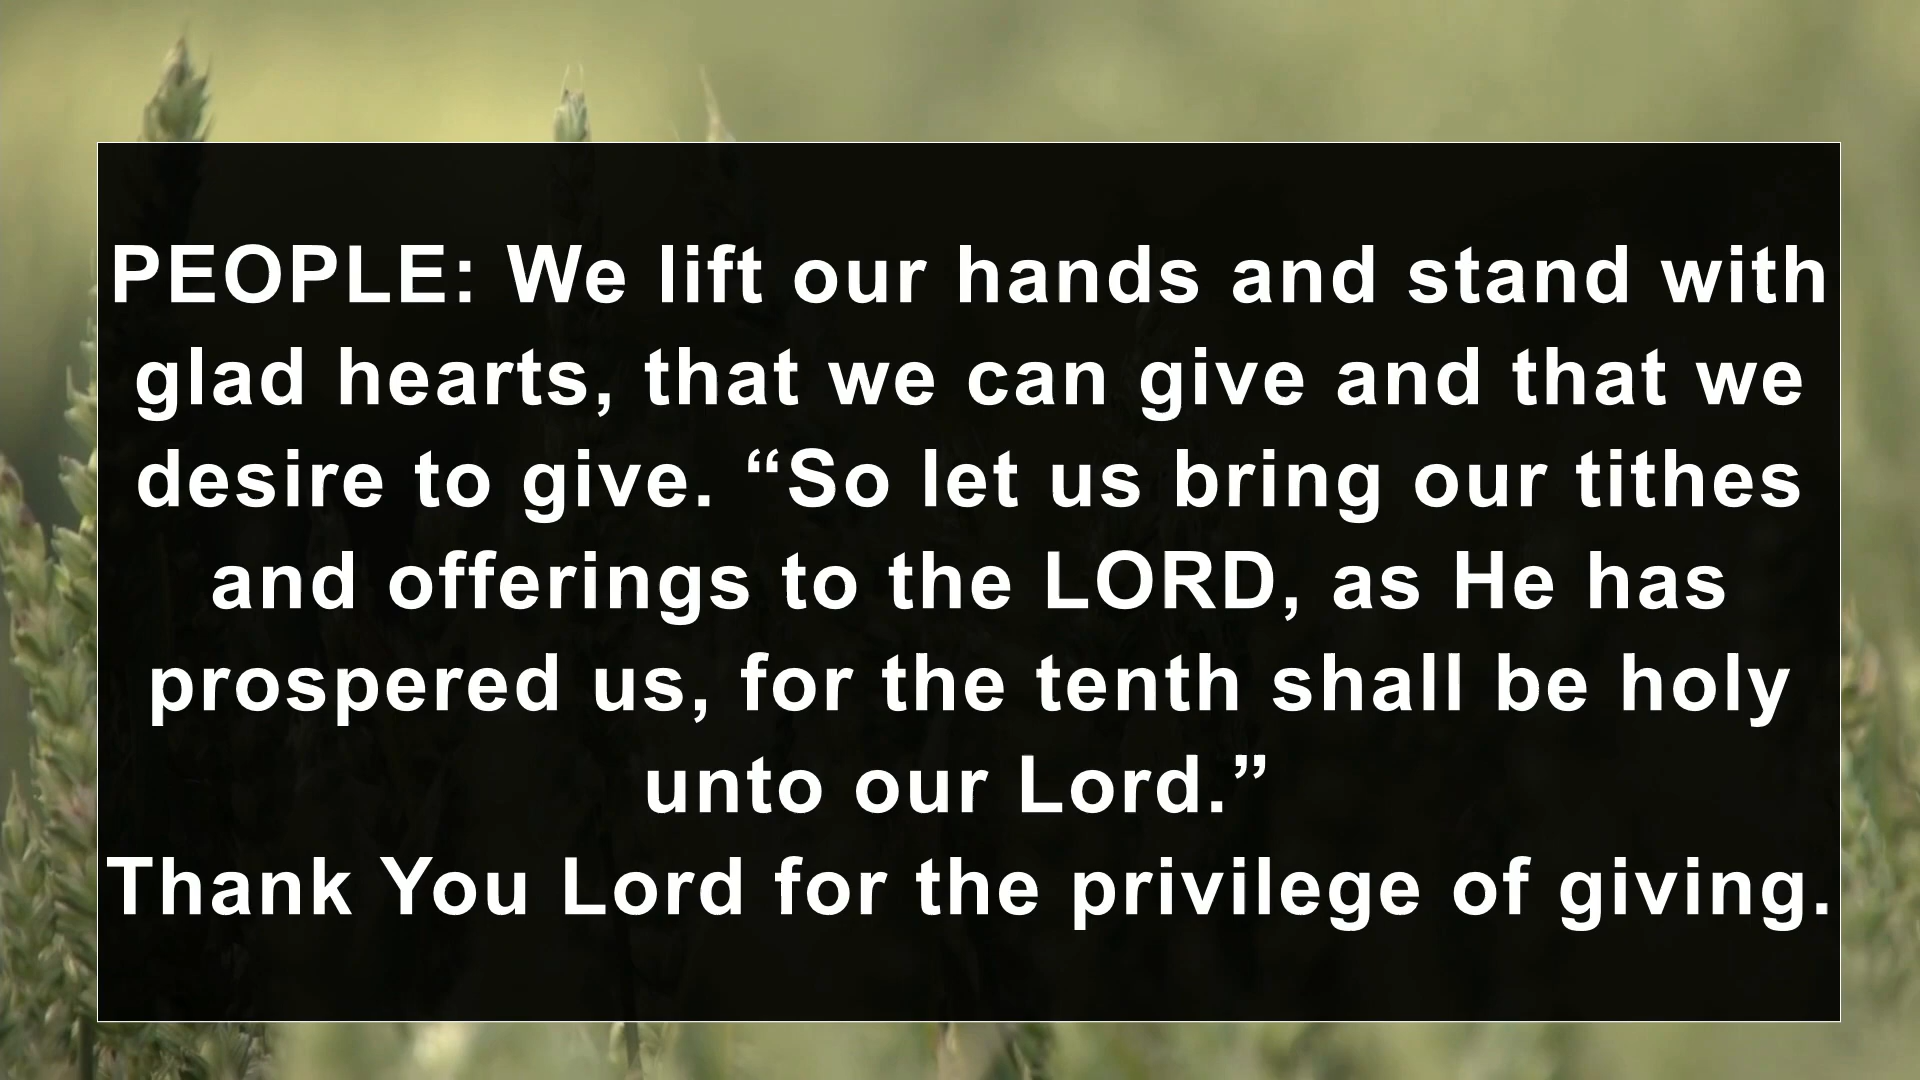 PEOPLE: We lift our hands and stand with
glad hearts, that we can give and that we
desire to give. “So let us bring our tithes
and offerings to the LORD, as He has
prospered us, for the tenth shall be holy
unto our Lord.”
Thank You Lord for the privilege of giving.